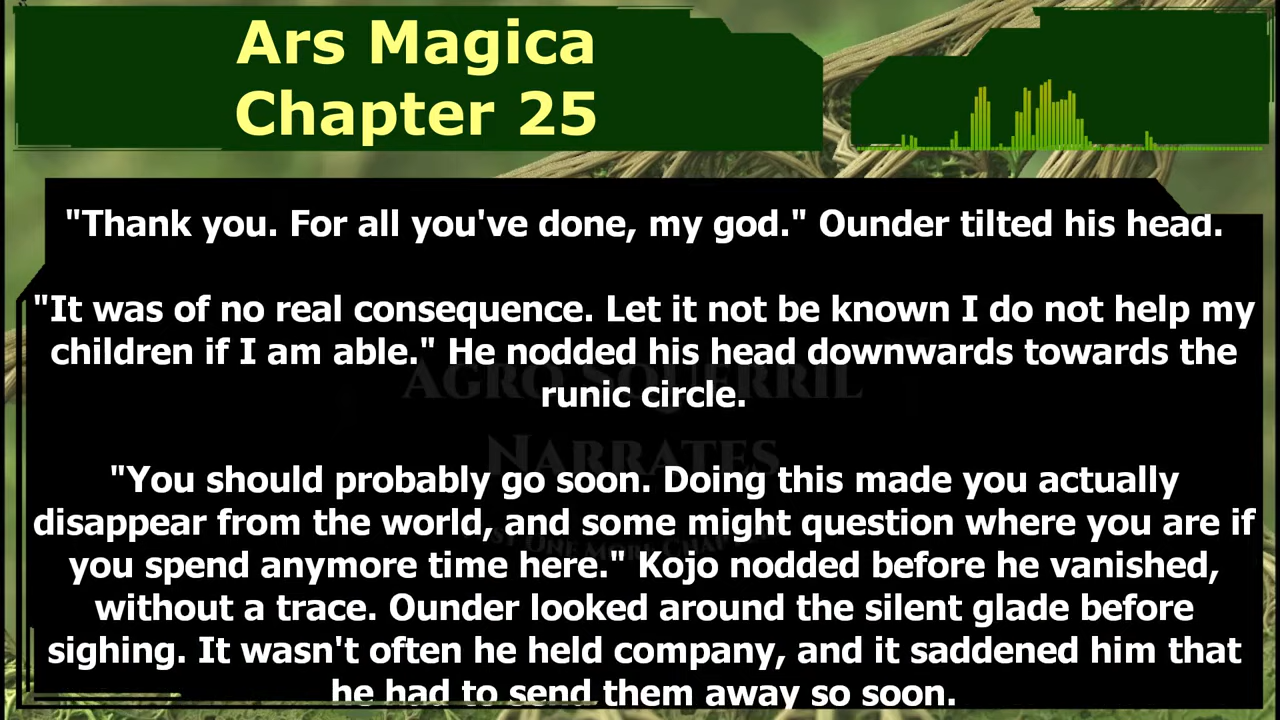 Ars Magica
Chapter 25
"Thank you. For all you've done, my god." Ounder tilted his head.
"It was of no real consequence. Let it not be known I do not help my
children if I am able." He nodded his head downwards towards the
runic circle.
AGRO SQUERRIL
NARRATES
"You should probably go soon. Doing this made you actually
disappear from the world, and some might question where you are if
you spend anymore time here." Kojo nodded before he vanished,
without a trace. Ounder looked around the silent glade before
sighing. It wasn't often he held company, and it saddened him that
he had to send them away so soon.